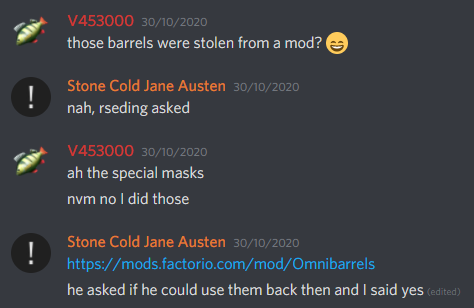 V453000 30/10/2020
those barrels were stolen from a mod? 😄
Stone Cold Jane Austen 30/10/2020
nah, rseding asked
V453000 30/10/2020
ah the special masks
nvm no I did those
Stone Cold Jane Austen 30/10/2020
https://mods.factorio.com/mod/Omnibarrels
he asked if he could use them back then and I said yes (edited)